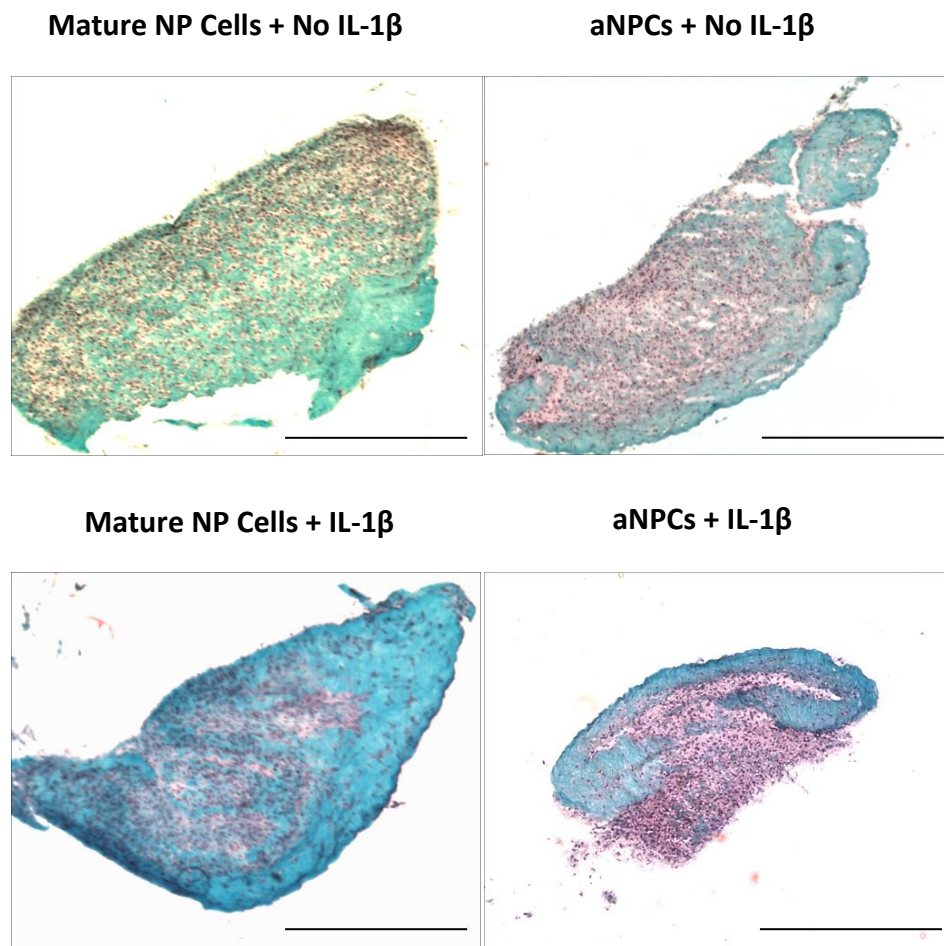 Mature NP Cells + No IL-1β
aNPCs + No IL-1β
Mature NP Cells + IL-1β
aNPCs + IL-1β